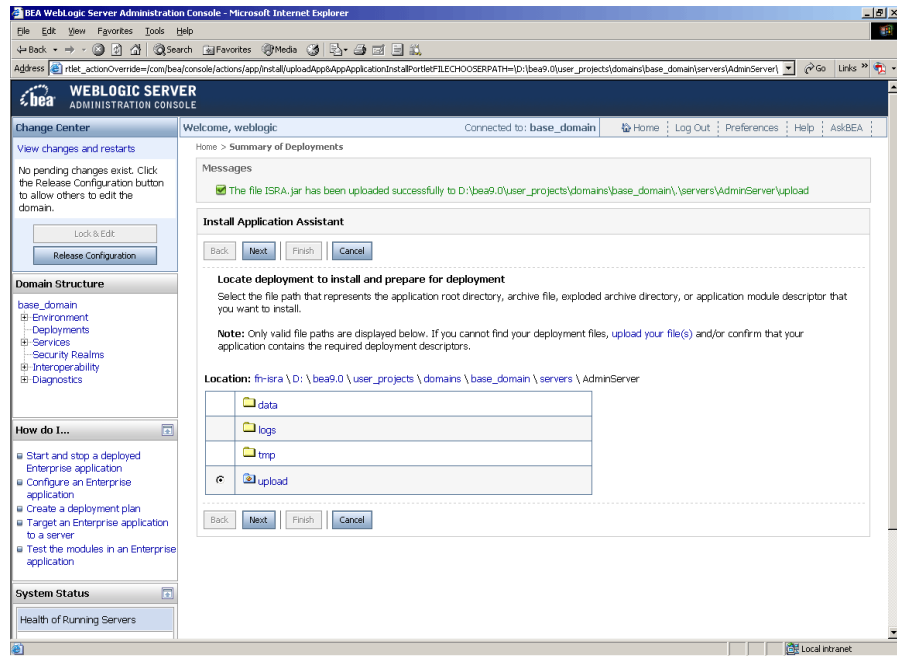 BEA WebLogic Server Administration Console - Microsoft Internet Explorer
File Edit View Favorites Tools Help
Back Search Favorites Media
Address rtlet_actionOverride=/com/bea/console/actions/app/install/uploadApp&AppApplicationInstallPortletFILECHOOSERPATH=\D:\bea9.0\user_projects\domains\base_domain\servers\AdminServer\ Go Links »
bea WEBLOGIC SERVER
ADMINISTRATION CONSOLE
Change Center
View changes and restarts
No pending changes exist. Click
the Release Configuration button
to allow others to edit the
domain.
Lock & Edit
Release Configuration
Domain Structure
base_domain
Environment
Deployments
Services
Security Realms
Interoperability
Diagnostics
How do I...
Start and stop a deployed
Enterprise application
Configure an Enterprise
application
Create a deployment plan
Target an Enterprise application
to a server
Test the modules in an Enterprise
application
System Status
Health of Running Servers
Welcome, weblogic Connected to: base_domain Home Log Out Preferences Help AskBEA
Home > Summary of Deployments
Messages
The file ISRA.jar has been uploaded successfully to D:\bea9.0\user_projects\domains\base_domain\.\servers\AdminServer\upload
Install Application Assistant
Back Next Finish Cancel
Locate deployment to install and prepare for deployment
Select the file path that represents the application root directory, archive file, exploded archive directory, or application module descriptor that
you want to install.
Note: Only valid file paths are displayed below. If you cannot find your deployment files, upload your file(s) and/or confirm that your
application contains the required deployment descriptors.
Location: fn-isra \ D: \ bea9.0 \ user_projects \ domains \ base_domain \ servers \ AdminServer
data
logs
tmp
upload
Back Next Finish Cancel
Local intranet